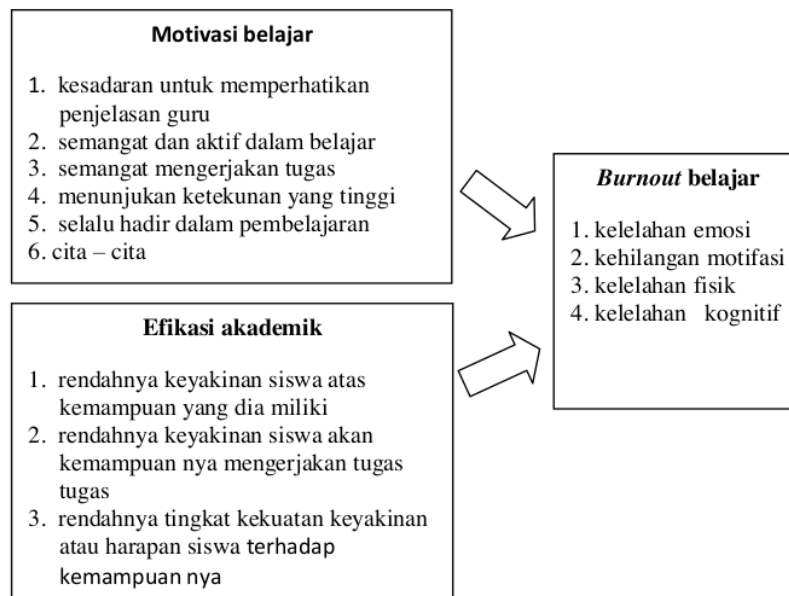 Motivasi belajar
1. kesadaran untuk memperhatikan
penjelasan guru
2. semangat dan aktif dalam belajar
3. semangat mengerjakan tugas
4. menunjukan ketekunan yang tinggi
5. selalu hadir dalam pembelajaran
6. cita – cita
Efikasi akademik
1. rendahnya keyakinan siswa atas
kemampuan yang dia miliki
2. rendahnya keyakinan siswa akan
kemampuan nya mengerjakan tugas
tugas
3. rendahnya tingkat kekuatan keyakinan
atau harapan siswa terhadap
kemampuan nya
Burnout belajar
1. kelelahan emosi
2. kehilangan motifasi
3. kelelahan fisik
4. kelelahan kognitif